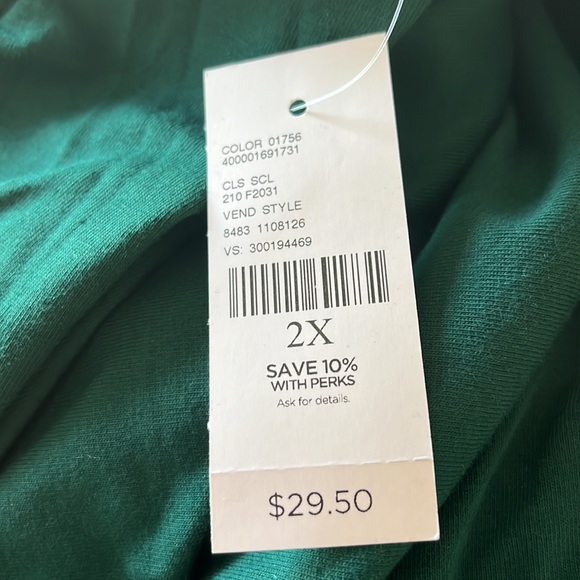 COLOR 01756
400001691731
CLS SCL
210 F2031
VEND STYLE
8483 1108126
VS: 300194469
2X
SAVE 10%
WITH PERKS
Ask for details.
$29.50